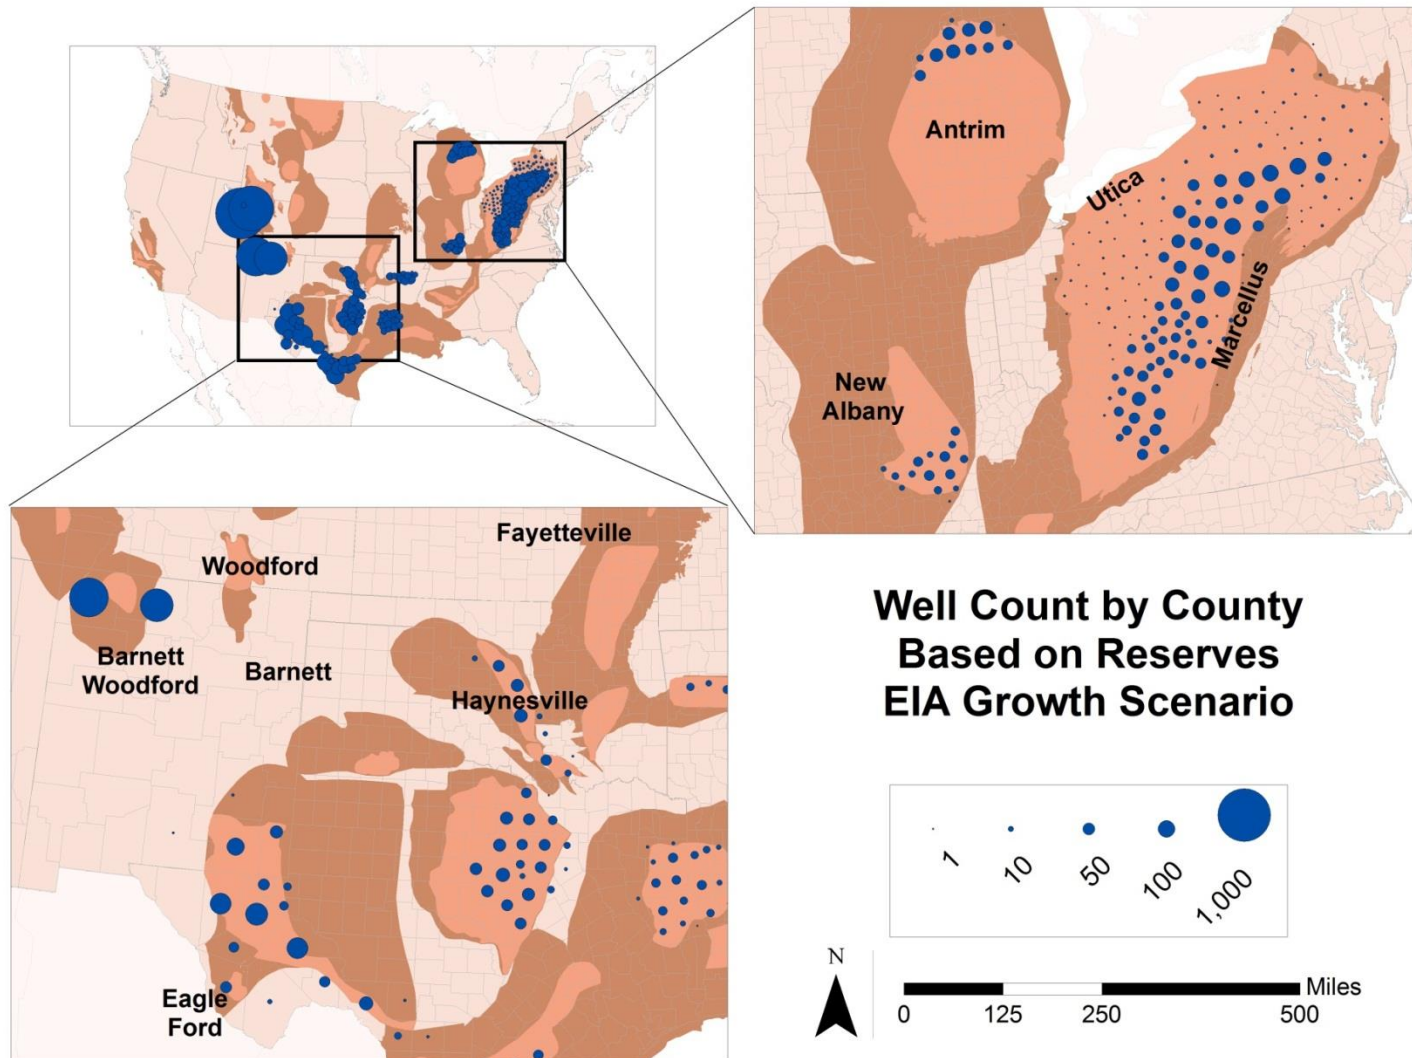 Antrim
Utica
Marcellius
New
Albany
Fayetteville
Woodford
Barnett
Woodford
Barnett
Haynesville
Eagle
Ford
Well Count by County
Based on Reserves
EIA Growth Scenario
1
10
50
100
1,000
N
Miles
0 125 250 500